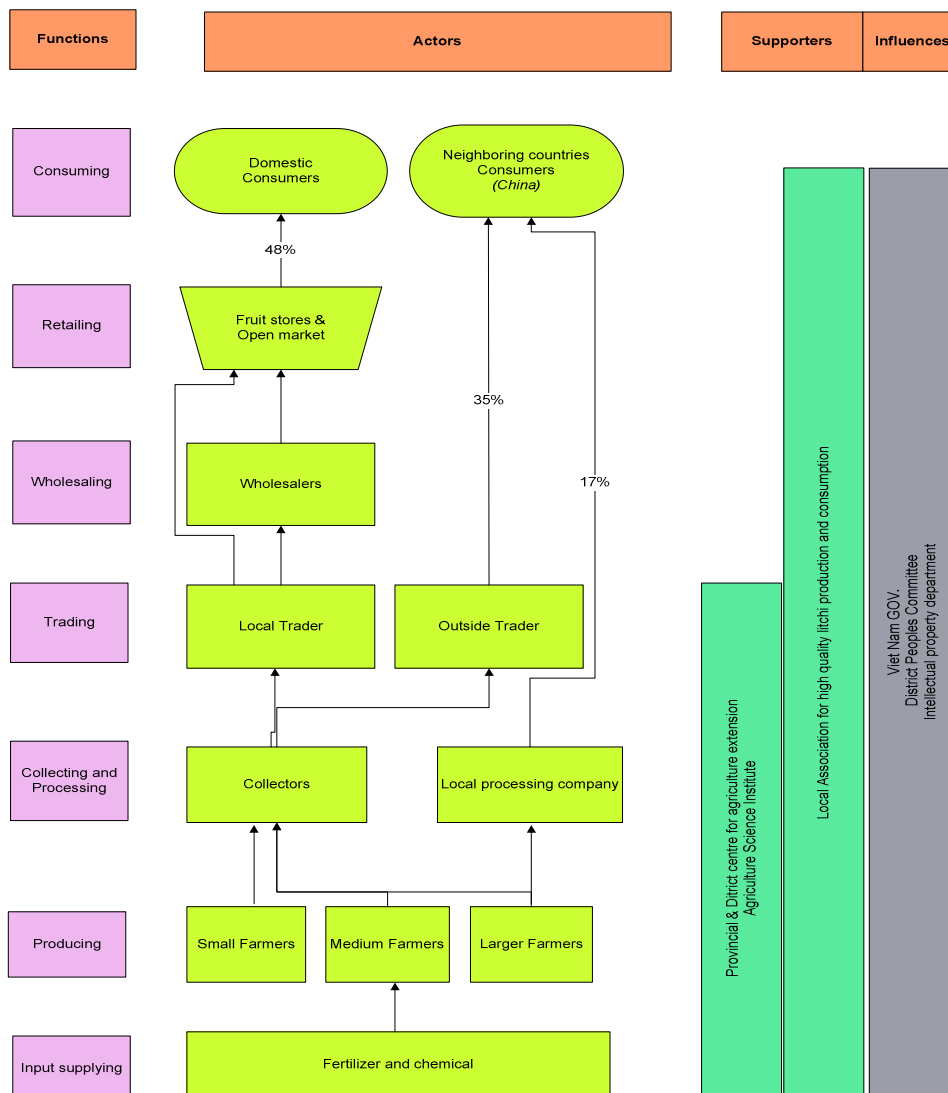 Functions
Actors
Supporters
Influences
Consuming
Domestic
Consumers
Neighboring countries
Consumers
(China)
48%
Retailing
Fruit stores &
Open market
35%
Wholesaling
Wholesalers
17%
Trading
Local Trader
Outside Trader
Collecting and
Processing
Collectors
Local processing company
Producing
Small Farmers
Medium Farmers
Larger Farmers
Input supplying
Fertilizer and chemical
Provincial & Ditrict centre for agriculture extension
Agriculture Science Institute
Local Association for high quality litchi production and consumption
Viet Nam GOV.
District Peoples Committee
Intellectual property department